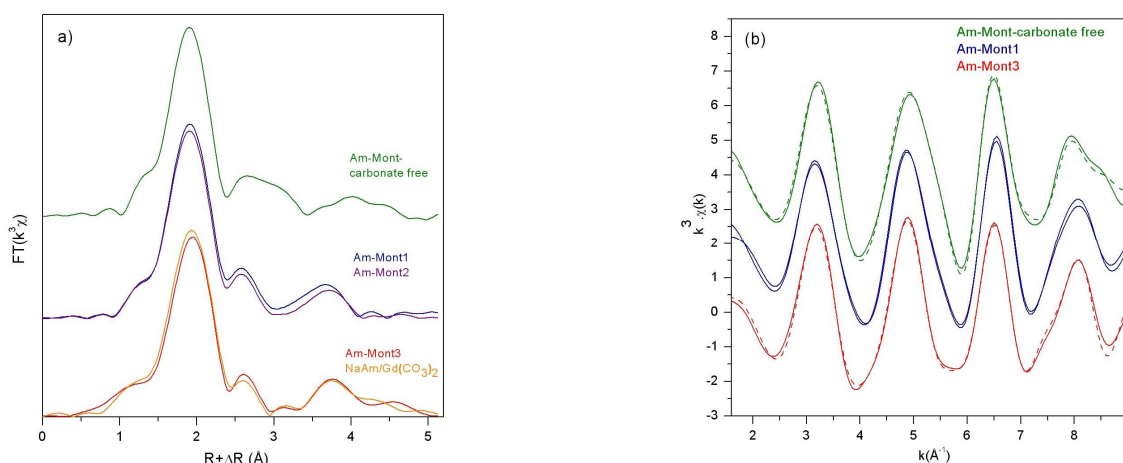 a)
Am-Mont-
carbonate free
Am-Mont1
Am-Mont2
Am-Mont3
NaAm/Gd(CO₃)₂
FT(k³χ)
0 1 2 3 4 5
R+ΔR (Å)
(b)
Am-Mont-carbonate free
Am-Mont1
Am-Mont3
8
7
6
5
4
3
2
1
0
-1
-2
-3
k³.χ(k)
2 3 4 5 6 7 8
k(Å⁻¹)